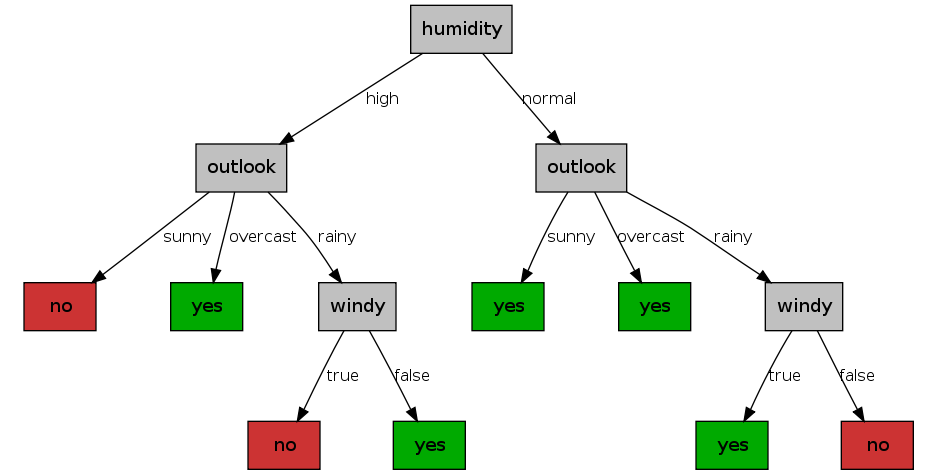 humidity
high normal
outlook outlook
sunny overcast rainy sunny overcast rainy
no yes windy yes yes windy
true false true false
no yes yes no